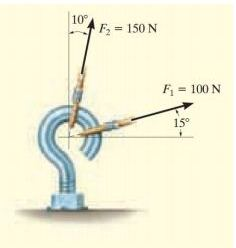 10°
F₂ = 150 N
F₁ = 100 N
15°